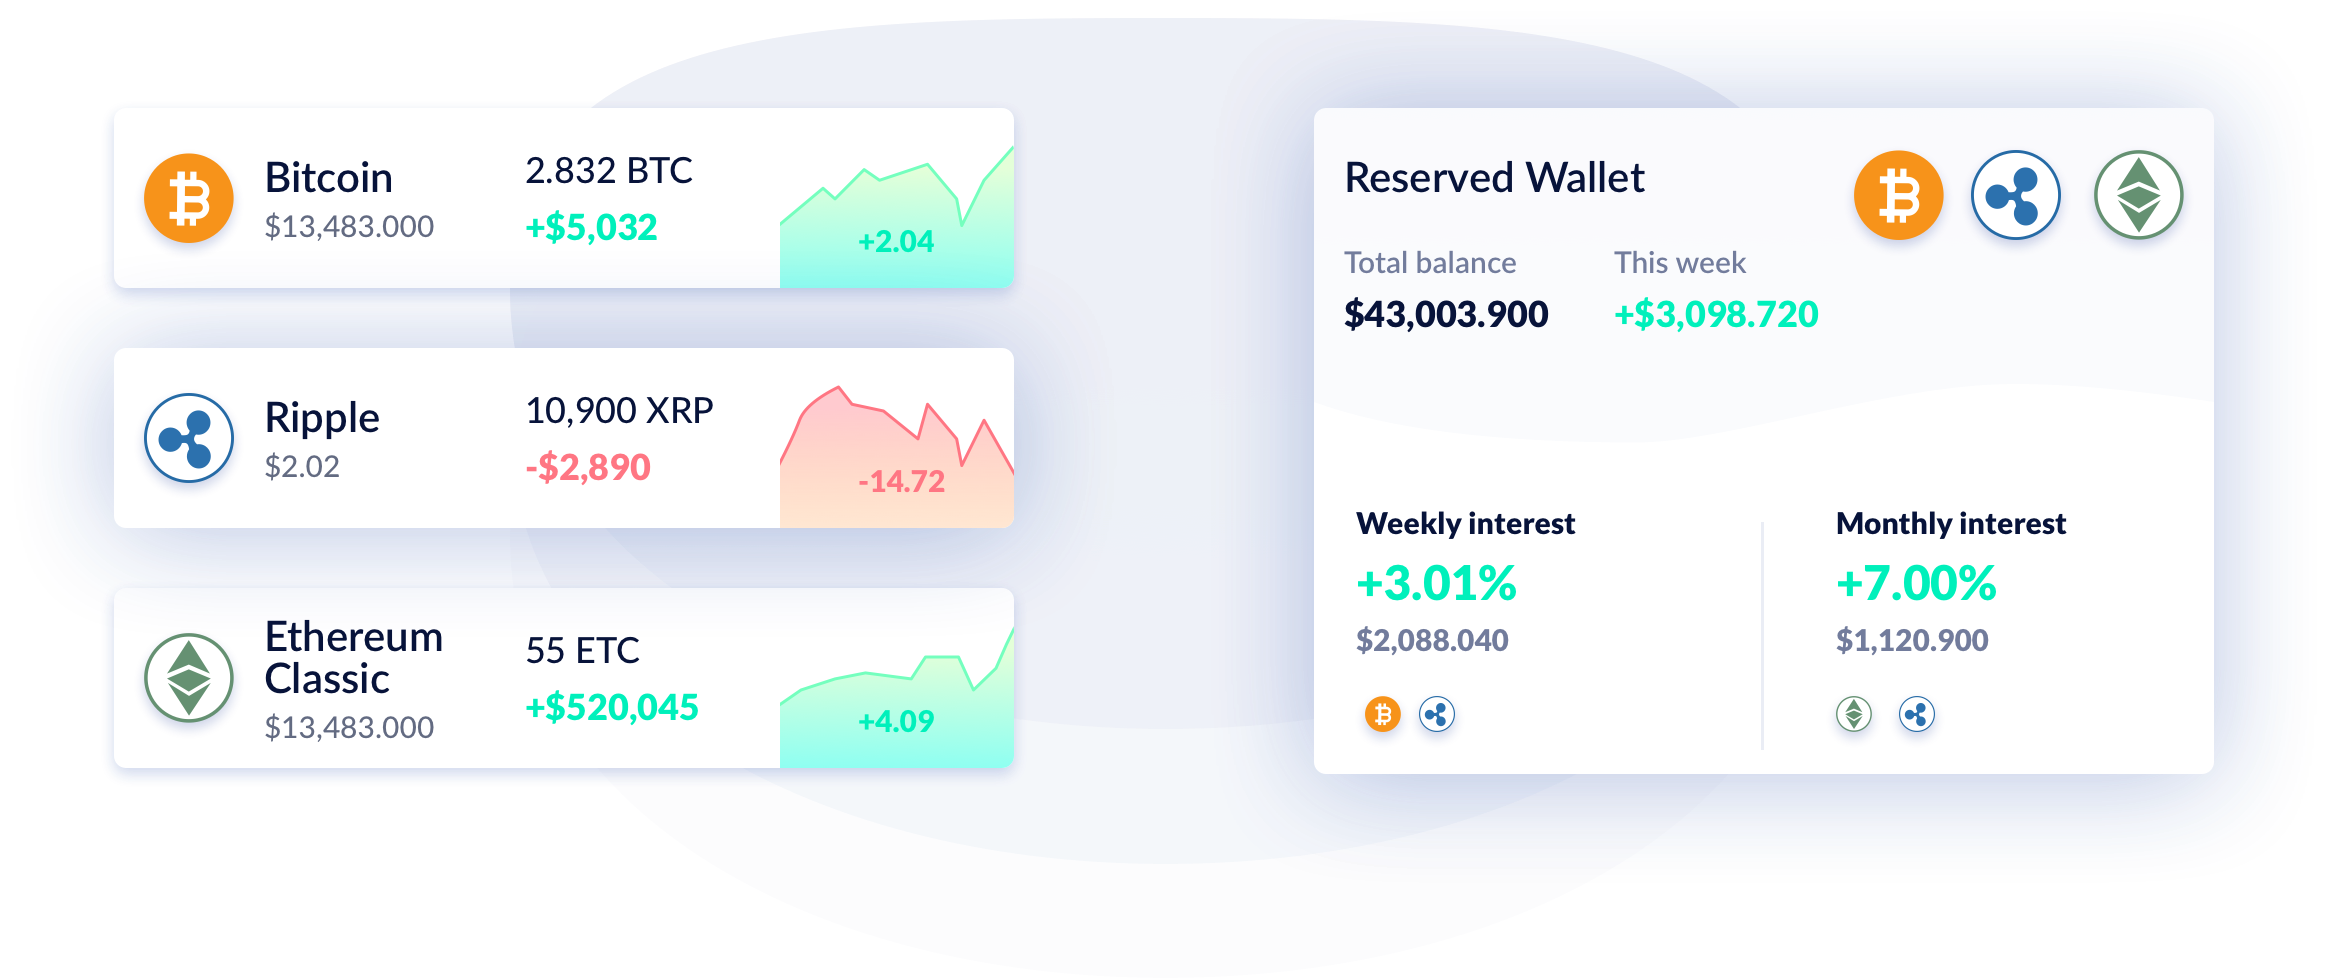 Bitcoin
$13,483.000
2.832 BTC
+$5,032
+2.04
Ripple
$2.02
10,900 XRP
-$2,890
-14.72
Ethereum
Classic
$13,483.000
55 ETC
+$520,045
+4.09
Reserved Wallet
Total balance
$43,003.900
This week
+$3,098.720
Weekly interest
+3.01%
$2,088.040
Monthly interest
+7.00%
$1,120.900